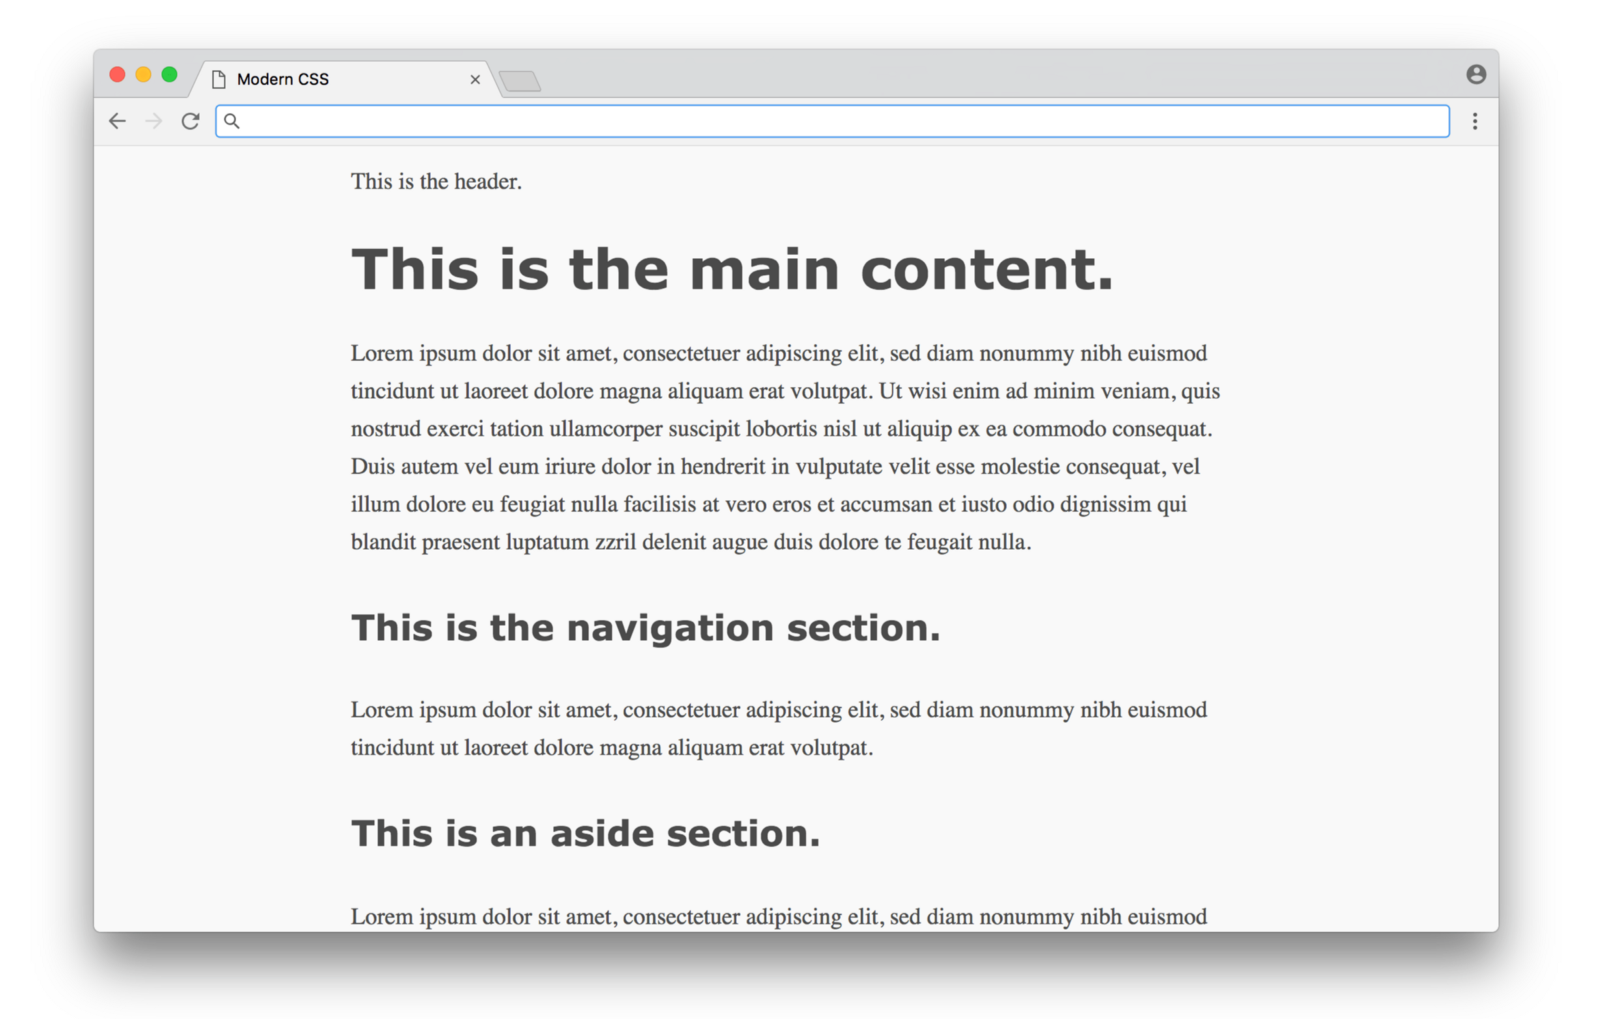 Modern CSS
This is the header.
This is the main content.
Lorem ipsum dolor sit amet, consectetuer adipiscing elit, sed diam nonummy nibh euismod
tincidunt ut laoreet dolore magna aliquam erat volutpat. Ut wisi enim ad minim veniam, quis
nostrud exerci tation ullamcorper suscipit lobortis nisl ut aliquip ex ea commodo consequat.
Duis autem vel eum iriure dolor in hendrerit in vulputate velit esse molestie consequat, vel
illum dolore eu feugiat nulla facilisis at vero eros et accumsan et iusto odio dignissim qui
blandit praesent luptatum zzril delenit augue duis dolore te feugait nulla.
This is the navigation section.
Lorem ipsum dolor sit amet, consectetuer adipiscing elit, sed diam nonummy nibh euismod
tincidunt ut laoreet dolore magna aliquam erat volutpat.
This is an aside section.
Lorem ipsum dolor sit amet, consectetuer adipiscing elit, sed diam nonummy nibh euismod